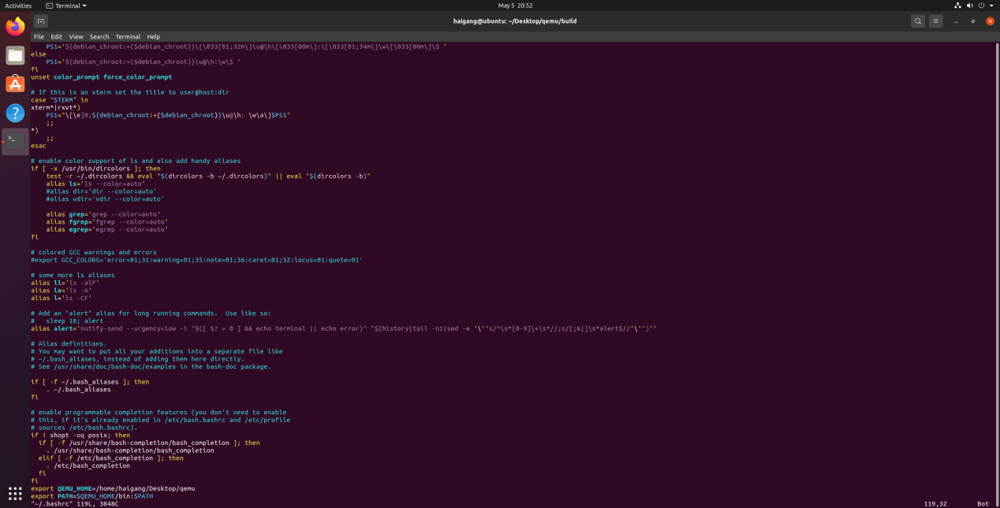 Activities
Terminal
May 5 20:52
haigang@ubuntu: ~/Desktop/qemu/build
File Edit View Search Terminal Help
    PS1='${debian_chroot:+($debian_chroot)}\[\033[01;32m\]\u@\h\[\033[00m\]:\[\033[01;34m\]\w\[\033[00m\]\$ '
else
    PS1='${debian_chroot:+($debian_chroot)}\u@\h:\w\$ '
fi
unset color_prompt force_color_prompt
# If this is an xterm set the title to user@host:dir
case "$TERM" in
xterm*|rxvt*)
    PS1="\[\e]0;${debian_chroot:+($debian_chroot)}\u@\h: \w\a\]$PS1"
    ;;
*)
    ;;
esac
# enable color support of ls and also add handy aliases
if [ -x /usr/bin/dircolors ]; then
    test -r ~/.dircolors && eval "$(dircolors -b ~/.dircolors)" || eval "$(dircolors -b)"
    alias ls='ls --color=auto'
    #alias dir='dir --color=auto'
    #alias vdir='vdir --color=auto'
    alias grep='grep --color=auto'
    alias fgrep='fgrep --color=auto'
    alias egrep='egrep --color=auto'
fi
# colored GCC warnings and errors
#export GCC_COLORS='error=01;31:warning=01;35:note=01;36:caret=01;32:locus=01:quote=01'
# some more ls aliases
alias ll='ls -alF'
alias la='ls -A'
alias l='ls -CF'
# Add an "alert" alias for long running commands.  Use like so:
#   sleep 10; alert
alias alert='notify-send --urgency=low -i "$([ $? = 0 ] && echo terminal || echo error)" "$(history|tail -n1|sed -e '\''s/^\s*[0-9]\+\s*//;s/[;&|]\s*alert$//'\'')"'
# Alias definitions.
# You may want to put all your additions into a separate file like
# ~/.bash_aliases, instead of adding them here directly.
# See /usr/share/doc/bash-doc/examples in the bash-doc package.
if [ -f ~/.bash_aliases ]; then
    . ~/.bash_aliases
fi
# enable programmable completion features (you don't need to enable
# this, if it's already enabled in /etc/bash.bashrc and /etc/profile
# sources /etc/bash.bashrc).
if ! shopt -oq posix; then
  if [ -f /usr/share/bash-completion/bash_completion ]; then
    . /usr/share/bash-completion/bash_completion
  elif [ -f /etc/bash_completion ]; then
    . /etc/bash_completion
  fi
fi
export QEMU_HOME=/home/haigang/Desktop/qemu
export PATH=$QEMU_HOME/bin:$PATH
"~/.bashrc" 119L, 3848C 119,32 Bot